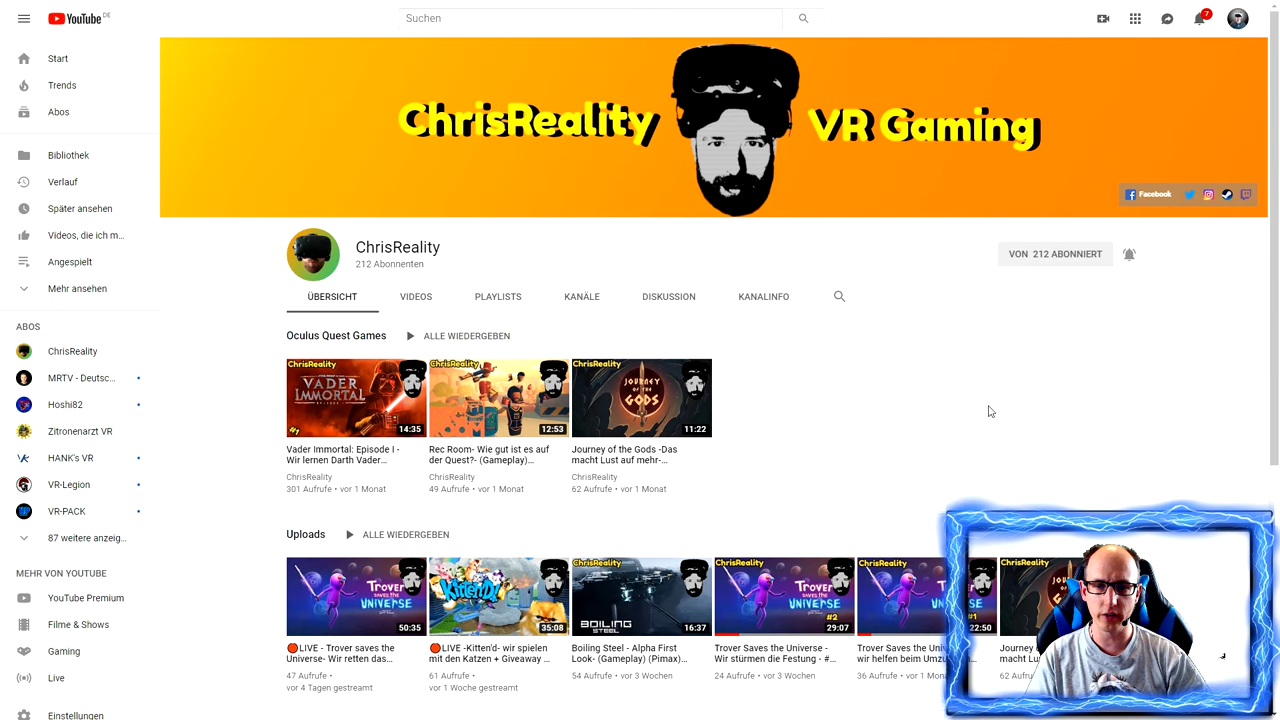 YouTube DE
Suchen
7
Start
Trends
Abos
Bibliothek
Verlauf
Später ansehen
Videos, die ich m...
Angespielt
Mehr ansehen
ABOS
ChrisReality
MRTV - Deutsc...
Hoshi82
Zitronenarzt VR
HANK's VR
VR-Legion
VR-PACK
87 weitere anzeig...
MEHR VON YOUTUBE
YouTube Premium
Filme & Shows
Gaming
Live
Einstellungen
ChrisReality VR Gaming
Facebook
ChrisReality
212 Abonnenten
VON 212 ABONNIERT
ÜBERSICHT VIDEOS PLAYLISTS KANÄLE DISKUSSION KANALINFO
Oculus Quest Games ALLE WIEDERGEBEN
ChrisReality
VADER
IMMORTAL
#1
14:35
Vader Immortal: Episode I -
Wir lernen Darth Vader...
ChrisReality
301 Aufrufe • vor 1 Monat
ChrisReality
12:53
Rec Room- Wie gut ist es auf
der Quest?- (Gameplay)...
ChrisReality
49 Aufrufe • vor 1 Monat
ChrisReality
JOURNEY
OF THE
GODS
11:22
Journey of the Gods -Das
macht Lust auf mehr-...
ChrisReality
62 Aufrufe • vor 1 Monat
Uploads ALLE WIEDERGEBEN
TROVER
SAVES THE
UNIVERSE
50:35
🔴LIVE - Trover saves the
Universe- Wir retten das...
47 Aufrufe •
vor 4 Tagen gestreamt
KITTEN'D!
35:08
🔴LIVE -Kitten'd- wir spielen
mit den Katzen + Giveaway ...
61 Aufrufe •
vor 1 Woche gestreamt
BOILING
STEEL
16:37
Boiling Steel - Alpha First
Look- (Gameplay) (Pimax)...
54 Aufrufe • vor 3 Wochen
ChrisReality
TROVER
SAVES THE
UNIVERSE
#2
29:07
Trover Saves the Universe -
Wir stürmen die Festung - #...
24 Aufrufe • vor 3 Wochen
ChrisReality
TROVER
UNIVERSE
#1
22:50
Trover Saves the Univers
wir helfen beim Umzu
36 Aufrufe • vor 1 Mona
ChrisReality
Journey
macht Lu
62 Aufru